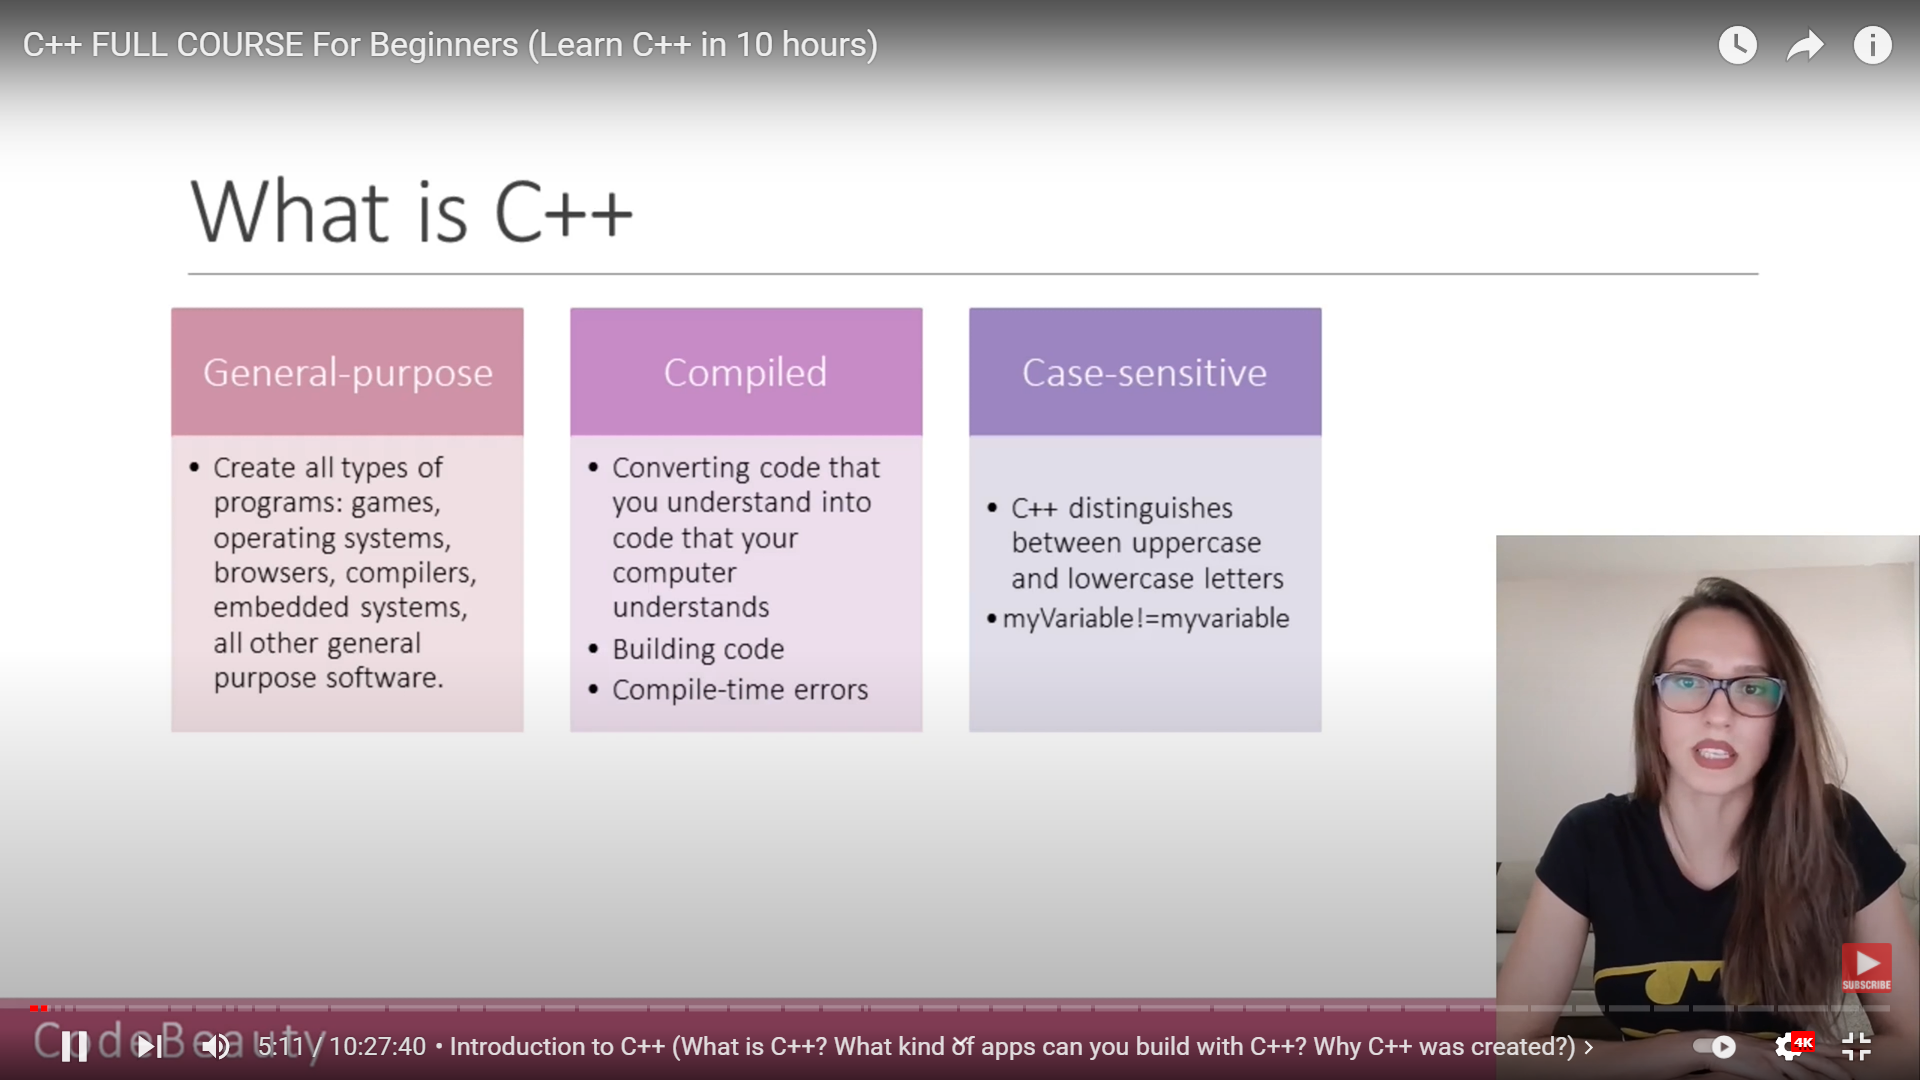 C++ FULL COURSE For Beginners (Learn C++ in 10 hours)
What is C++
General-purpose
• Create all types of
programs: games,
operating systems,
browsers, compilers,
embedded systems,
all other general
purpose software.
Compiled
• Converting code that
you understand into
code that your
computer
understands
• Building code
• Compile-time errors
Case-sensitive
• C++ distinguishes
between uppercase
and lowercase letters
• myVariable!=myvariable
SUBSCRIBE
CodeBeauty
5:11 / 10:27:40 • Introduction to C++ (What is C++? What kind of apps can you build with C++? Why C++ was created?)
4K